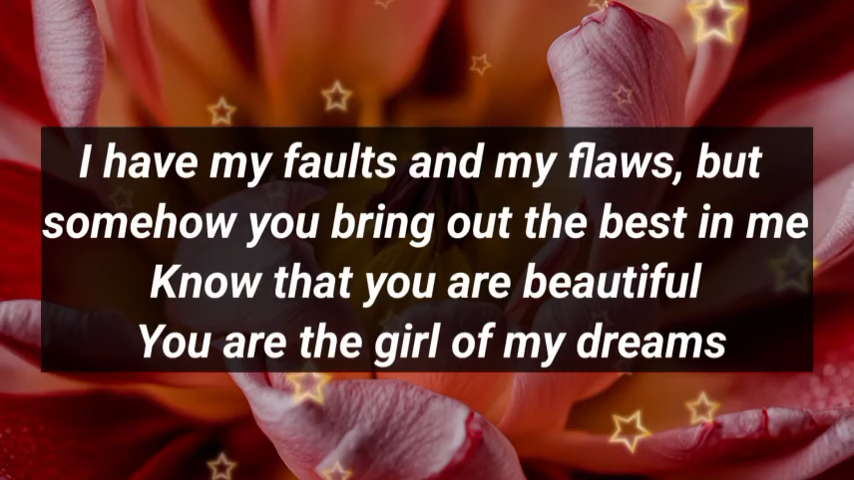 I have my faults and my flaws, but
somehow you bring out the best in me
Know that you are beautiful
You are the girl of my dreams